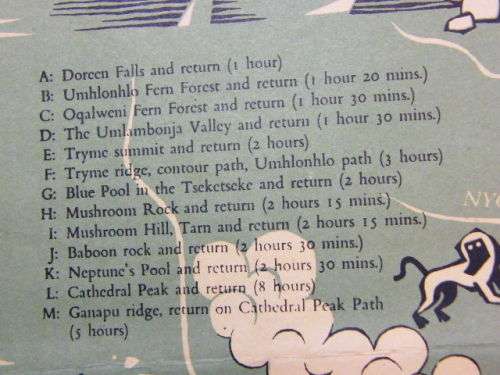 A: Doreen Falls and return (1 hour)
B: Umhlonhlo Fern Forest and return (1 hour 20 mins.)
C: Oqalweni Fern Forest and return (1 hour 30 mins.)
D: The Umlambonja Valley and return (1 hour 30 mins.)
E: Tryme summit and return (2 hours)
F: Tryme ridge, contour path, Umhlonhlo path (3 hours)
G: Blue Pool in the Tseketseke and return (2 hours)
H: Mushroom Rock and return (2 hours 15 mins.)
I: Mushroom Hill, Tarn and return (2 hours 15 mins.)
J: Baboon rock and return (2 hours 30 mins.)
K: Neptune's Pool and return (2 hours 30 mins.)
L: Cathedral Peak and return (8 hours)
M: Ganapu ridge, return on Cathedral Peak Path
(5 hours)